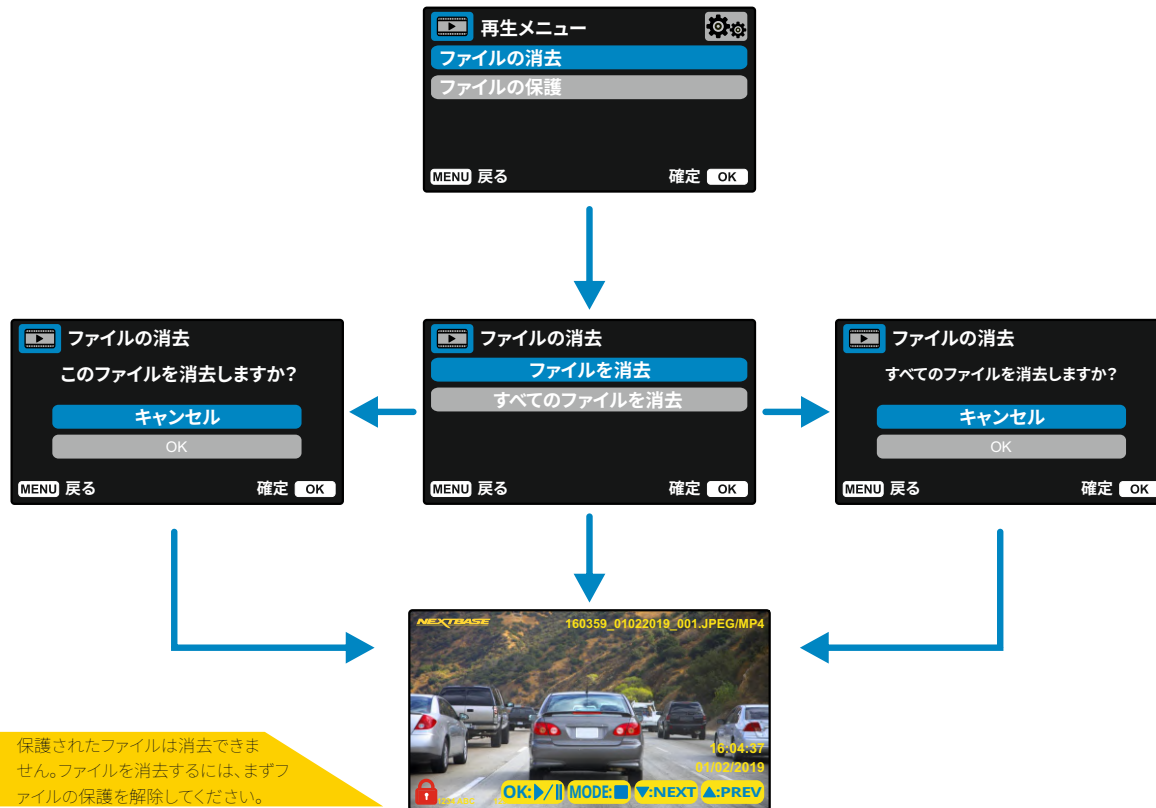 再生メニュー
ファイルの消去
ファイルの保護
MENU 戻る
確定 OK
ファイルの消去
このファイルを消去しますか?
キャンセル
OK
MENU 戻る
確定 OK
ファイルの消去
ファイルを消去
すべてのファイルを消去
MENU 戻る
確定 OK
ファイルの消去
すべてのファイルを消去しますか?
キャンセル
OK
MENU 戻る
確定 OK
NEXTBASE
160359_01022019_001.JPEG/MP4
16:04:37
01/02/2019
OK:▶/II MODE:■ ▼:NEXT ▲:PREV
保護されたファイルは消去できま
せん。ファイルを消去するには、まずフ
ァイルの保護を解除してください。